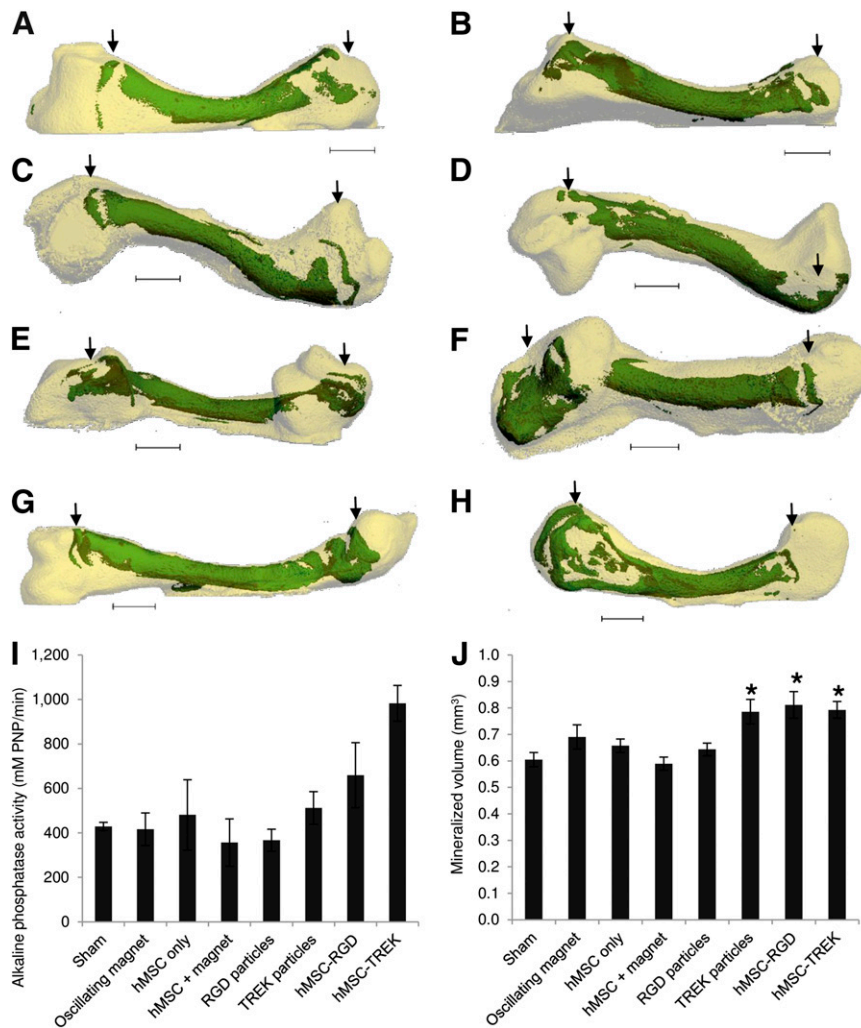 A
B
C
D
E
F
G
H
I
Alkaline phosphatase activity (mM PNP/min)
1,200
1,000
800
600
400
200
0
Sham
Oscillating magnet
hMSC only
hMSC + magnet
RGD particles
TREK particles
hMSC-RGD
hMSC-TREK
J
Mineralized volume (mm³)
1.0
0.9
0.8
0.7
0.6
0.5
0.4
0.3
0.2
0.1
0.0
* * *
Sham
Oscillating magnet
hMSC only
hMSC + magnet
RGD particles
TREK particles
hMSC-RGD
hMSC-TREK